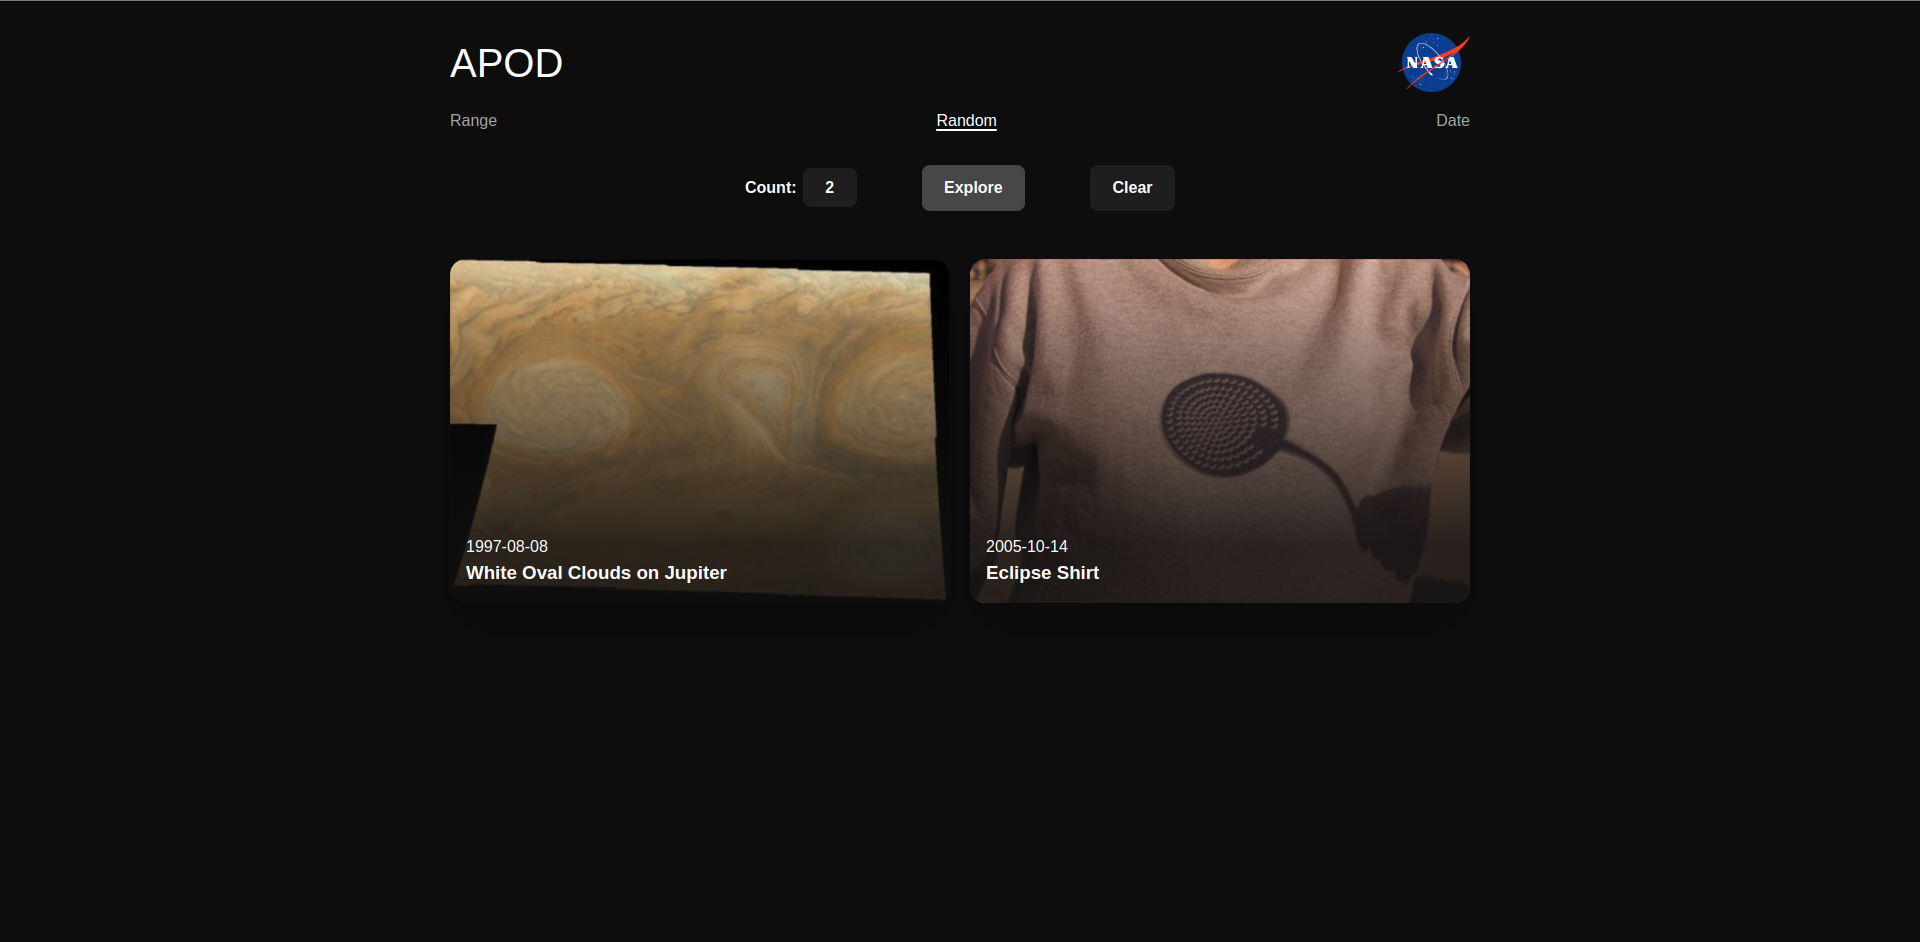 APOD
NASA
Range
Random
Date
Count: 2
Explore
Clear
1997-08-08
White Oval Clouds on Jupiter
2005-10-14
Eclipse Shirt